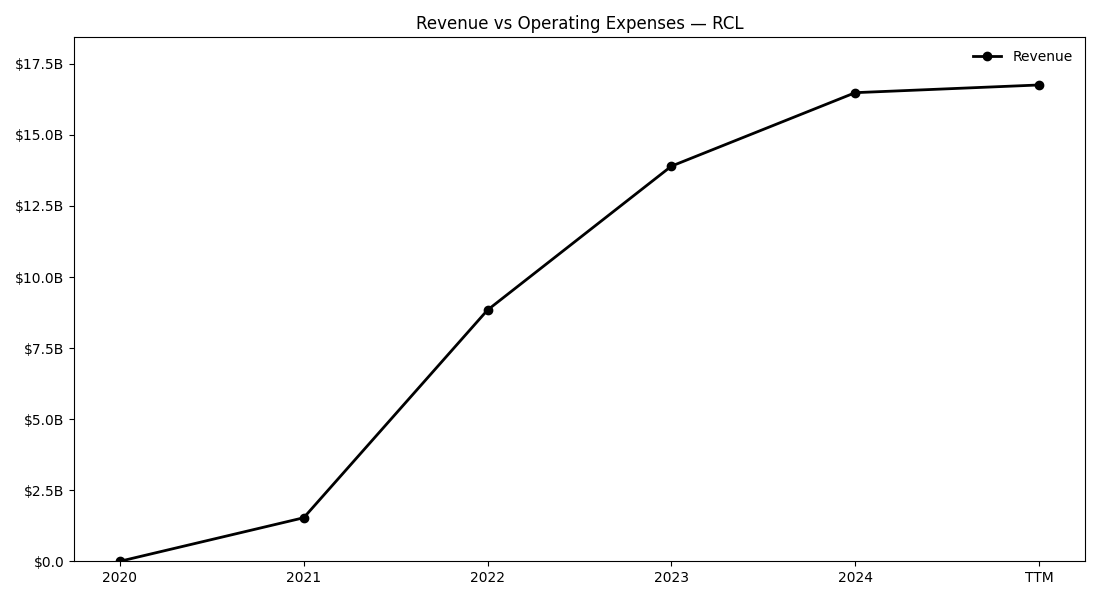 Revenue vs Operating Expenses — RCL
Revenue
$17.5B
$15.0B
$12.5B
$10.0B
$7.5B
$5.0B
$2.5B
$0.0
2020 2021 2022 2023 2024 TTM